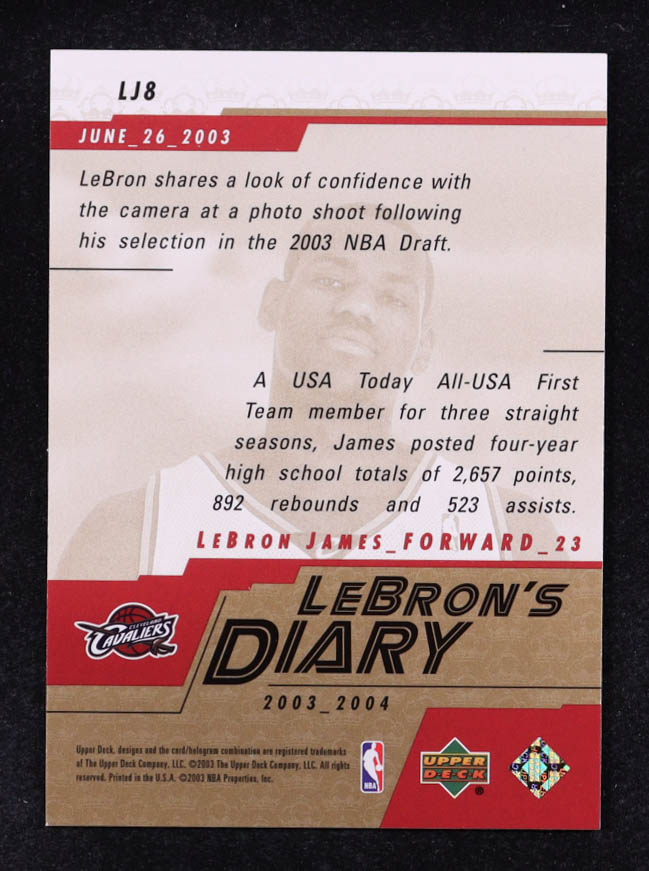 LJ8
JUNE_26_2003
LeBron shares a look of confidence with
the camera at a photo shoot following
his selection in the 2003 NBA Draft.
A USA Today All-USA First
Team member for three straight
seasons, James posted four-year
high school totals of 2,657 points,
892 rebounds and 523 assists.
LEBRON JAMES_FORWARD_23
LEBRON'S
DIARY
CLEVELAND
CAVALIERS
2003_2004
Upper Deck, designs and the card/hologram combination are registered trademarks
of The Upper Deck Company, LLC. ©2003 The Upper Deck Company, LLC. All rights
reserved. Printed in the U.S.A. ©2003 NBA Properties, Inc.
NBA
UPPER
DECK
®